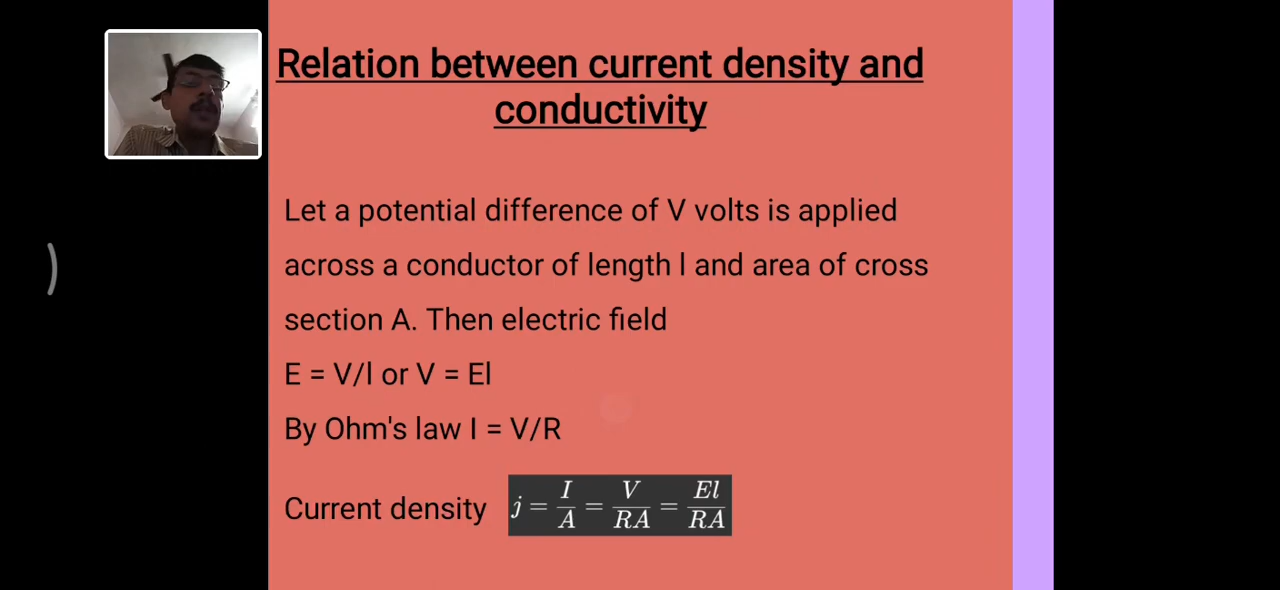 Relation between current density and
conductivity
Let a potential difference of V volts is applied
across a conductor of length l and area of cross
section A. Then electric field
E = V/l or V = El
By Ohm's law I = V/R
Current density j = I/A = V/RA = El/RA